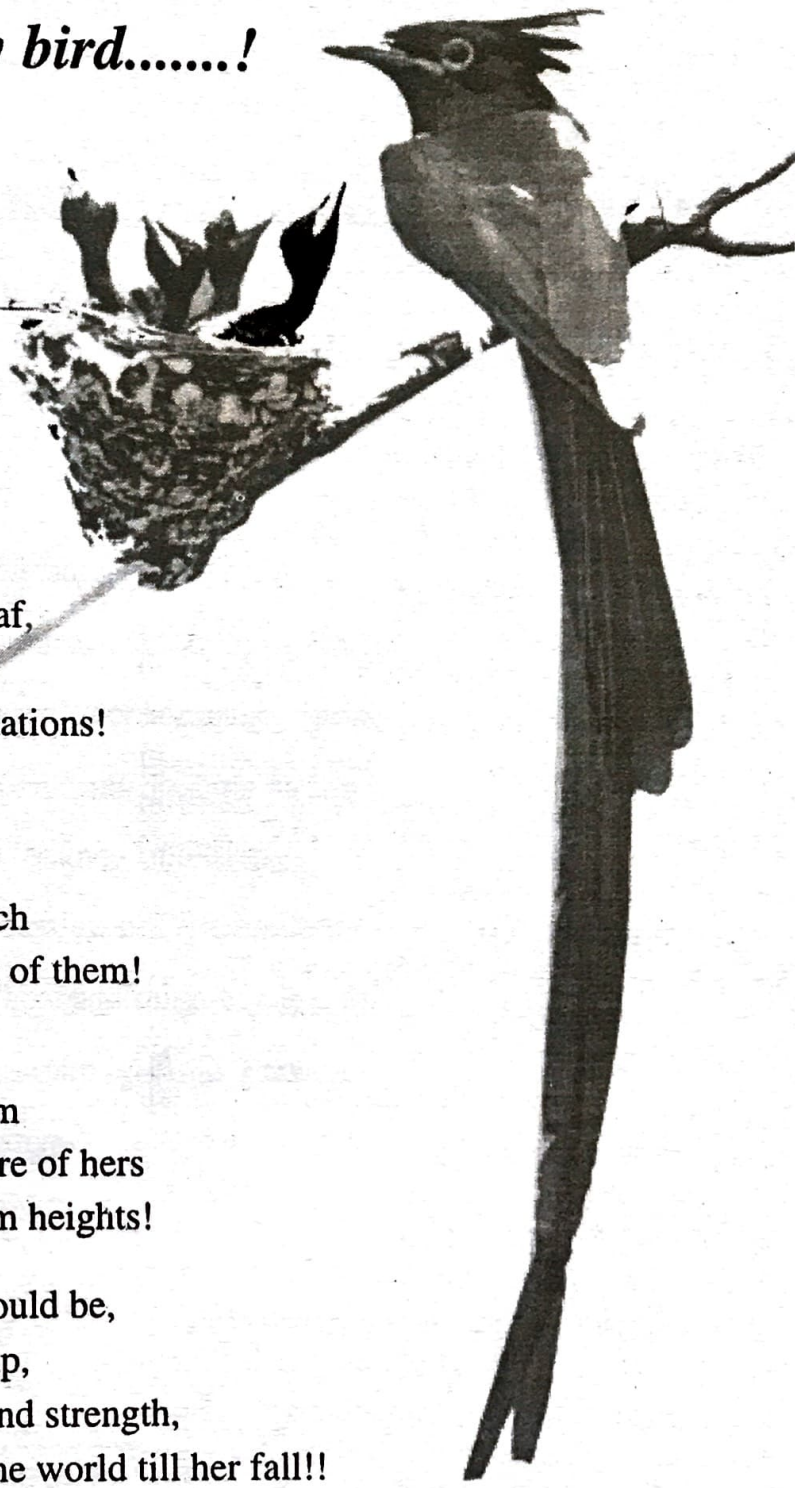 bird.......!
af,
ations!
ch
of them!
m
re of hers
m heights!
ould be,
p,
nd strength,
he world till her fall!!